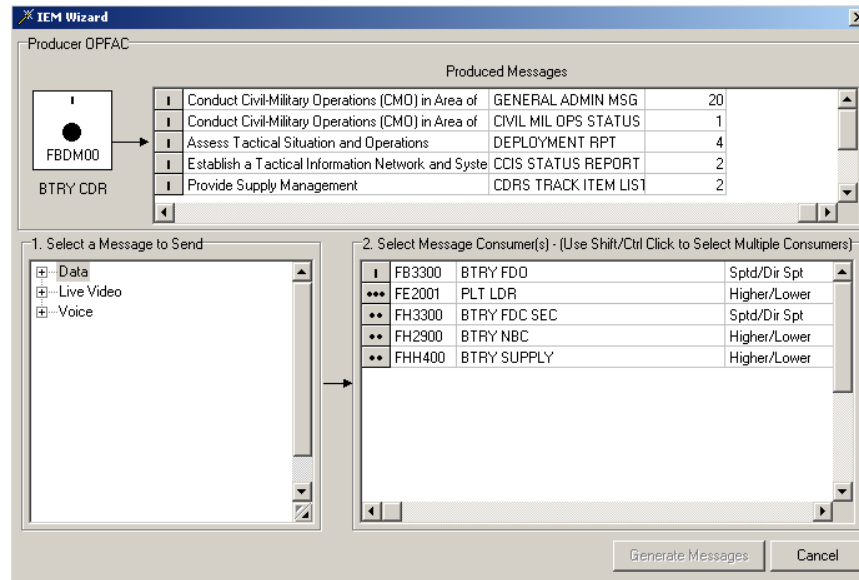 IEM Wizard
Producer OPFAC
Produced Messages
I Conduct Civil-Military Operations (CMO) in Area of GENERAL ADMIN MSG 20
I Conduct Civil-Military Operations (CMO) in Area of CIVIL MIL OPS STATUS 1
I Assess Tactical Situation and Operations DEPLOYMENT RPT 4
I Establish a Tactical Information Network and Syste CCIS STATUS REPORT 2
I Provide Supply Management CDRS TRACK ITEM LIST 2
FBDM00
BTRY CDR
1. Select a Message to Send
Data
Live Video
Voice
2. Select Message Consumer(s) - (Use Shift/Ctrl Click to Select Multiple Consumers)
I FB3300 BTRY FDO Sptd/Dir Spt
••• FE2001 PLT LDR Higher/Lower
•• FH3300 BTRY FDC SEC Sptd/Dir Spt
•• FH2900 BTRY NBC Higher/Lower
•• FHH400 BTRY SUPPLY Higher/Lower
Generate Messages Cancel